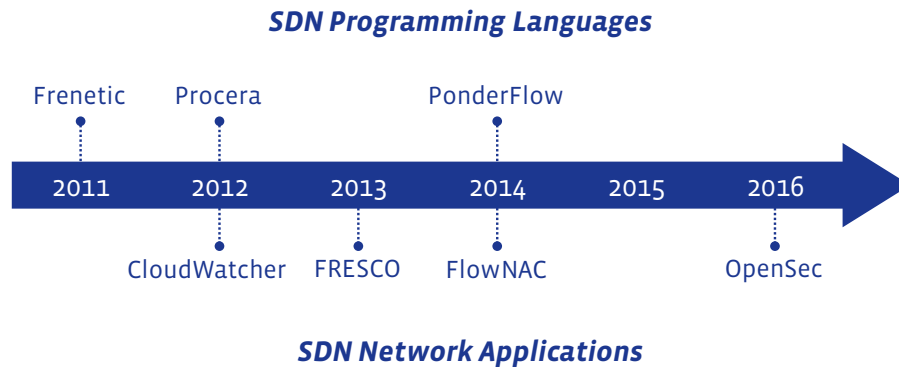 SDN Programming Languages
Frenetic Procera PonderFlow
2011 2012 2013 2014 2015 2016
CloudWatcher FRESCO FlowNAC OpenSec
SDN Network Applications